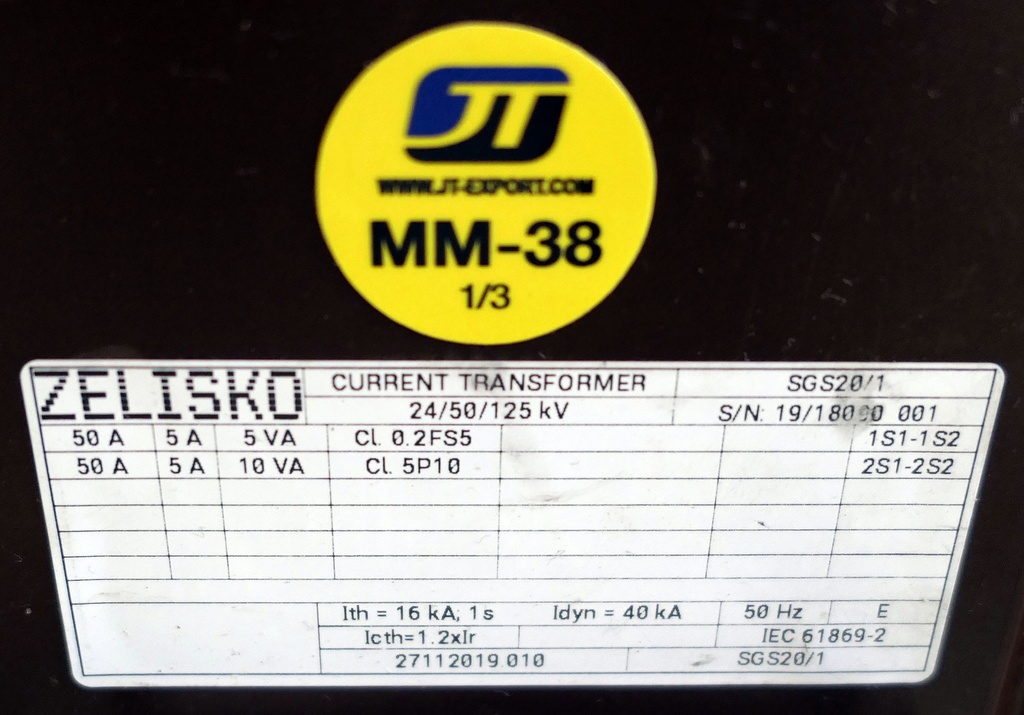 JT
WWW.JT-EXPORT.COM
MM-38
1/3
ZELISKO CURRENT TRANSFORMER SGS20/1
24/50/125 kV S/N: 001
50 A 5 A 5 VA Cl. 0.2FS5 1S1-1S2
50 A 5 A 10 VA Cl. 5P10 2S1-2S2
Ith = 16 kA; 1s Idyn = 40 kA 50 Hz E
Icth=1.2xIr IEC 61869-2
27112019 010 SGS20/1